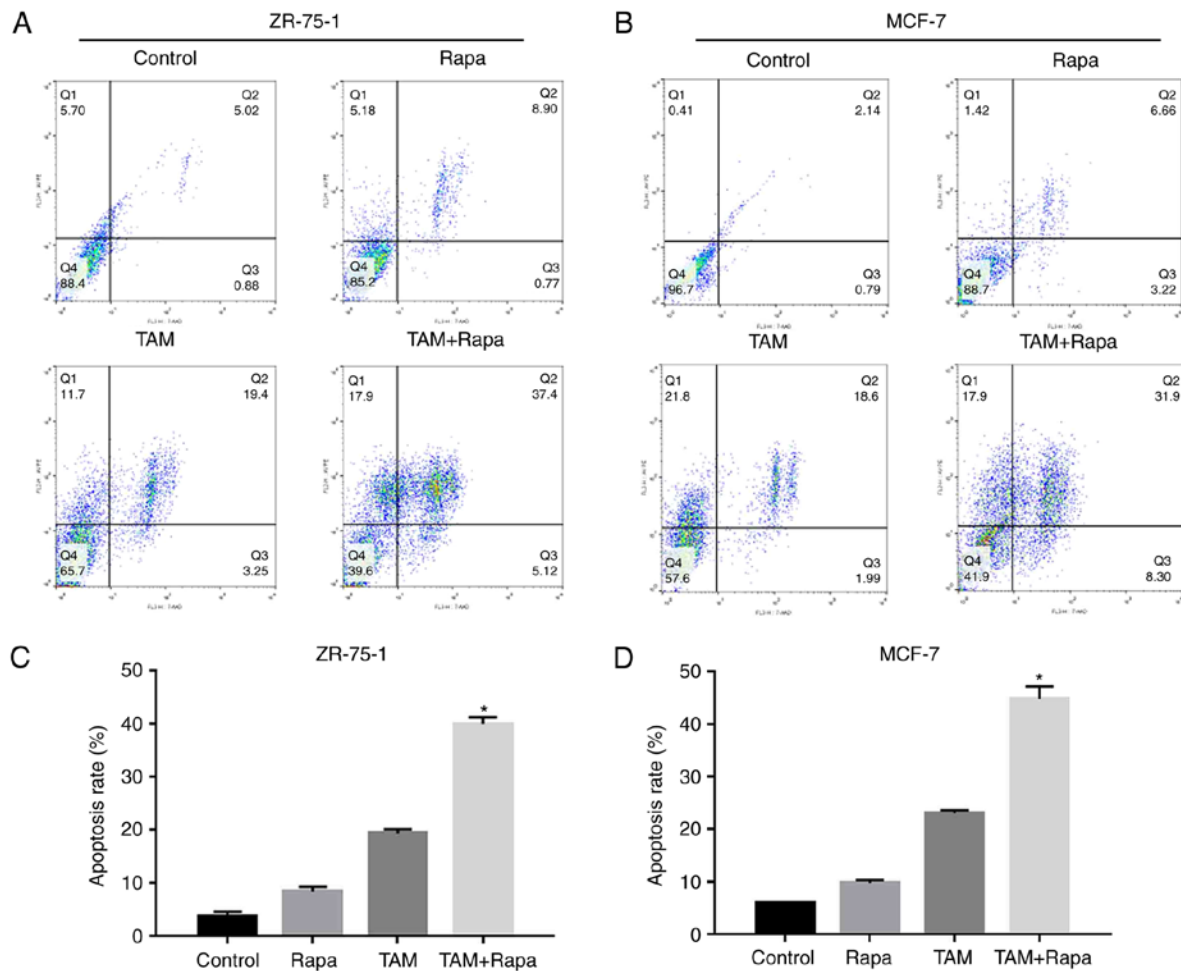 A
ZR-75-1
Control
Rapa
Q1
5.70
Q2
5.02
Q4
88.4
Q3
0.88
Q1
5.18
Q2
8.90
Q4
85.2
Q3
0.77
TAM
TAM+Rapa
Q1
11.7
Q2
19.4
Q4
65.7
Q3
3.25
Q1
17.9
Q2
37.4
Q4
39.6
Q3
5.12
B
MCF-7
Control
Rapa
Q1
0.41
Q2
2.14
Q4
96.7
Q3
0.79
Q1
1.42
Q2
6.66
Q4
88.7
Q3
3.22
TAM
TAM+Rapa
Q1
21.8
Q2
18.6
Q4
57.6
Q3
1.99
Q1
17.9
Q2
31.9
Q4
41.9
Q3
8.30
C
ZR-75-1
Apoptosis rate (%)
50
40
30
20
10
0
*
Control Rapa TAM TAM+Rapa
D
MCF-7
Apoptosis rate (%)
50
40
30
20
10
0
*
Control Rapa TAM TAM+Rapa